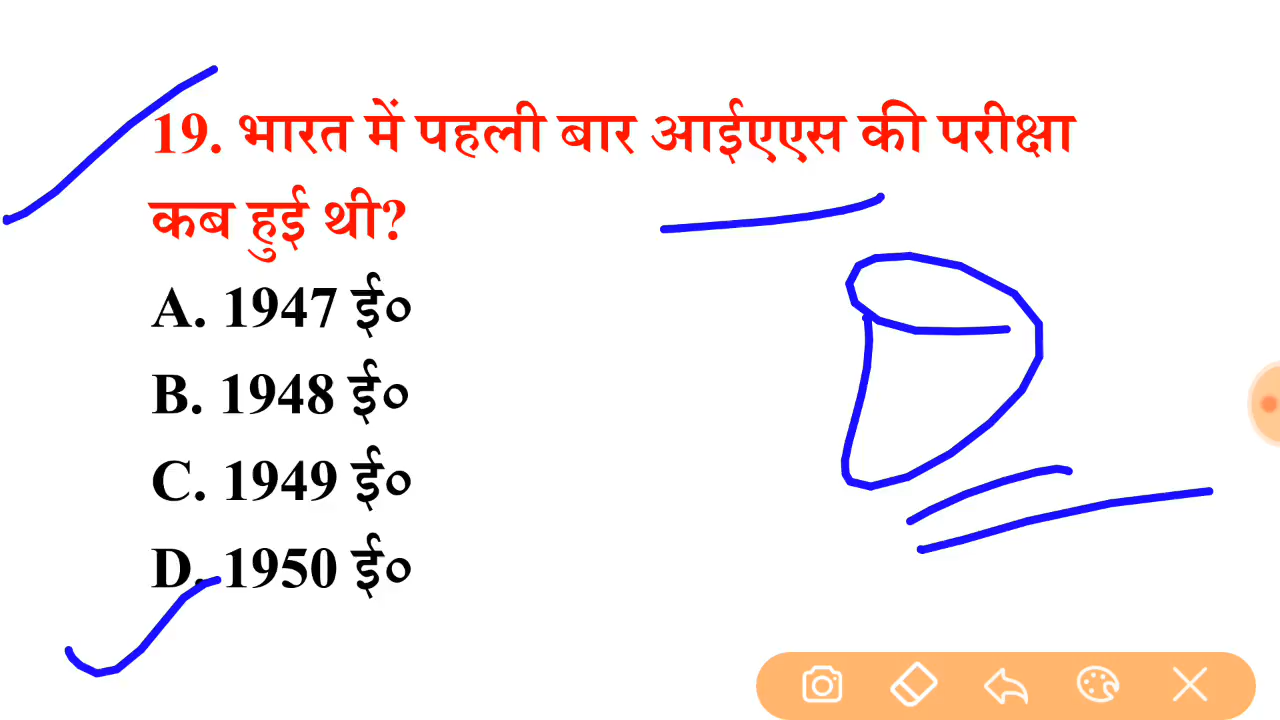 19. भारत में पहली बार आईएएस की परीक्षा
कब हुई थी?
A. 1947 ई०
B. 1948 ई०
C. 1949 ई०
D. 1950 ई०
D